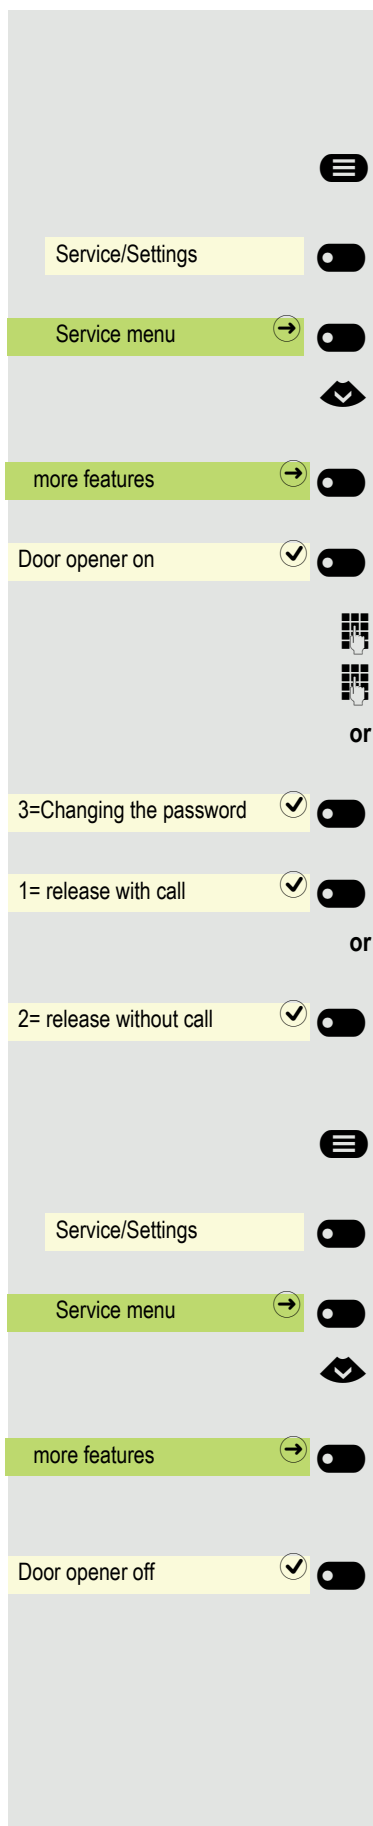 Service/Settings
Service menu
more features
Door opener on
or
3=Changing the password
1= release with call
or
2= release without call
Service/Settings
Service menu
more features
Door opener off